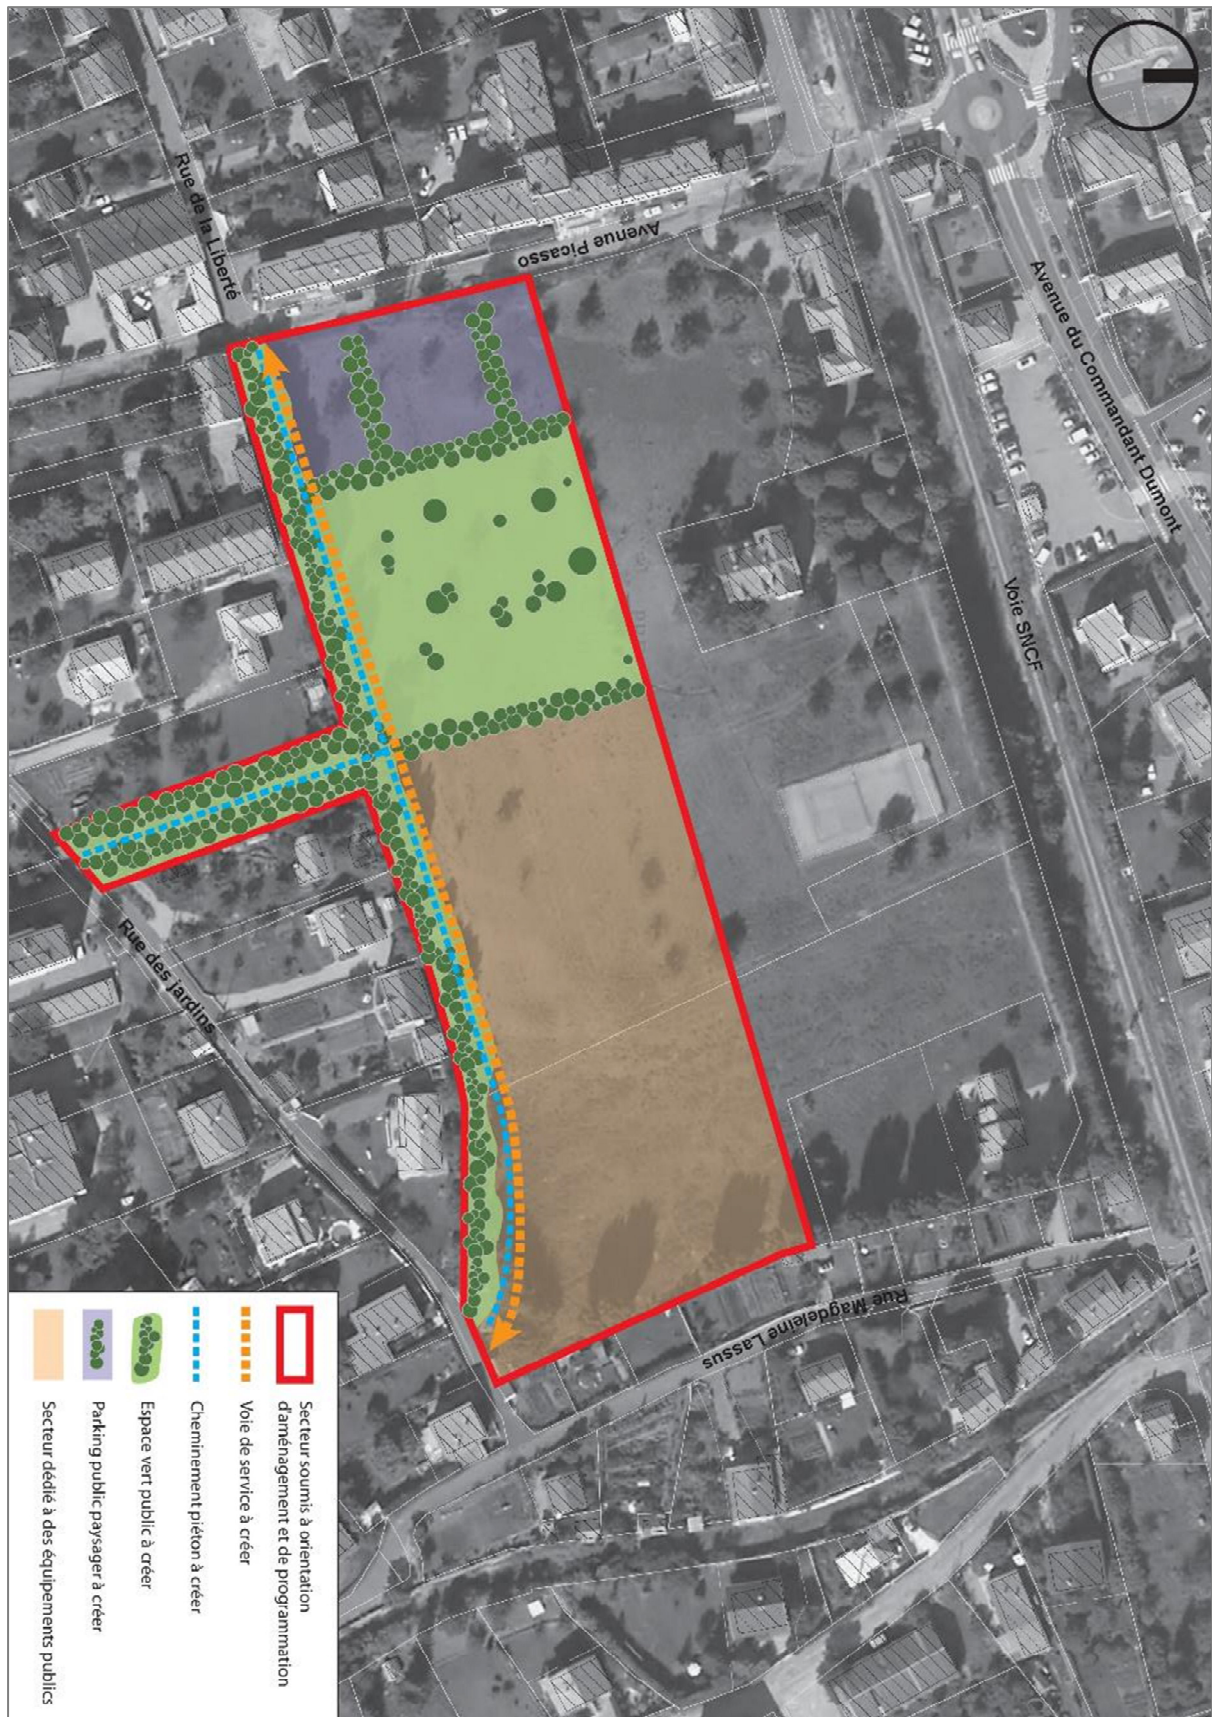 Rue de la Liberté
Avenue Picasso
Avenue du Commandant Dumont
Voie SNCF
Rue des jardins
Rue Magdeleine Lassus
Secteur soumis à orientation
d'aménagement et de programmation
Voie de service à créer
Cheminement piéton à créer
Espace vert public à créer
Parking public paysager à créer
Secteur dédié à des équipements publics